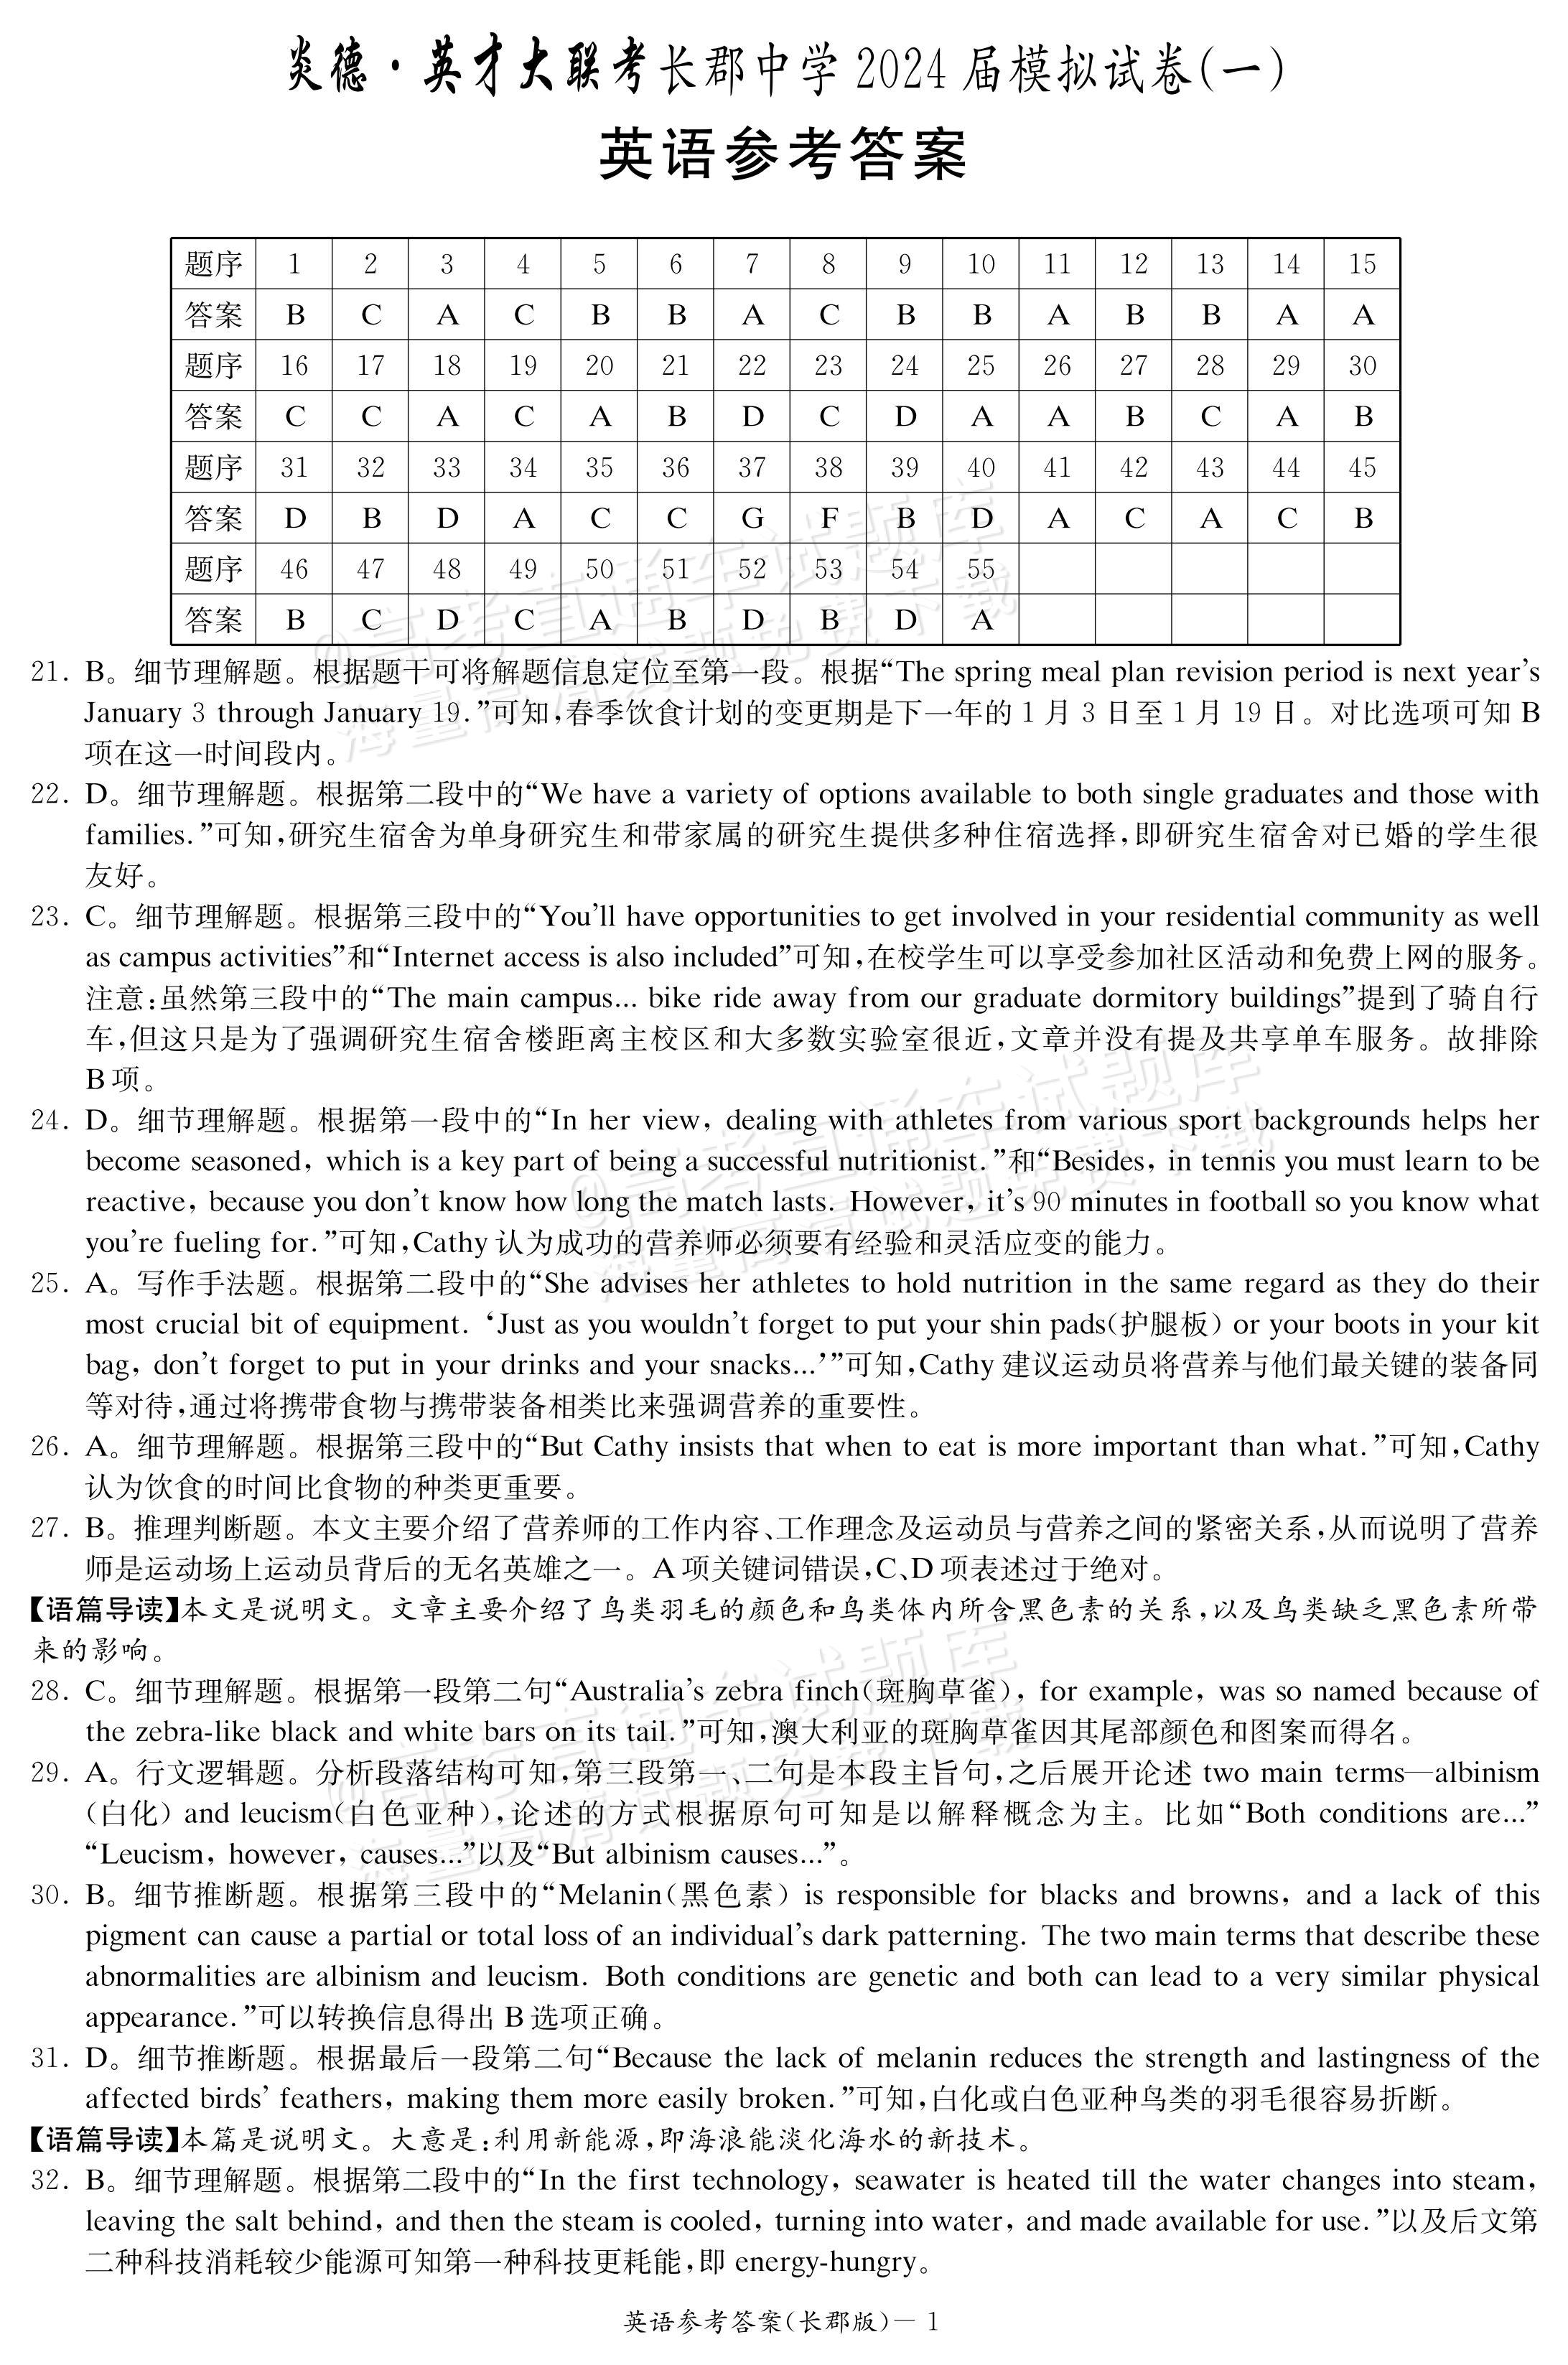 炎德·英才大联考长郡中学2024届模拟试卷(一)
英语参考答案
题序 1 2 3 4 5 6 7 8 9 10 11 12 13 14 15
答案 B C A C B B A C B B A B B A A
题序 16 17 18 19 20 21 22 23 24 25 26 27 28 29 30
答案 C C A C A B D C D A A B C A B
题序 31 32 33 34 35 36 37 38 39 40 41 42 43 44 45
答案 D B D A C C G F B D A C A C B
题序 46 47 48 49 50 51 52 53 54 55
答案 B C D C A B D B D A
21. B。细节理解题。根据题干可将解题信息定位至第一段。根据“The spring meal plan revision period is next year's
January 3 through January 19.”可知,春季饮食计划的变更期是下一年的1月3日至1月19日。对比选项可知B
项在这一时间段内。
22. D。细节理解题。根据第二段中的“We have a variety of options available to both single graduates and those with
families.”可知,研究生宿舍为单身研究生和带家属的研究生提供多种住宿选择,即研究生宿舍对已婚的学生很
友好。
23. C。细节理解题。根据第三段中的“You'll have opportunities to get involved in your residential community as well
as campus activities”和“Internet access is also included”可知,在校学生可以享受参加社区活动和免费上网的服务。
注意:虽然第三段中的“The main campus... bike ride away from our graduate dormitory buildings”提到了骑自行
车,但这只是为了强调研究生宿舍楼距离主校区和大多数实验室很近,文章并没有提及共享单车服务。故排除
B项。
24. D。细节理解题。根据第一段中的“In her view, dealing with athletes from various sport backgrounds helps her
become seasoned, which is a key part of being a successful nutritionist.”和“Besides, in tennis you must learn to be
reactive, because you don't know how long the match lasts. However, it's 90 minutes in football so you know what
you're fueling for.”可知,Cathy认为成功的营养师必须要有经验和灵活应变的能力。
25. A。写作手法题。根据第二段中的“She advises her athletes to hold nutrition in the same regard as they do their
most crucial bit of equipment. ‘Just as you wouldn't forget to put your shin pads(护腿板) or your boots in your kit
bag, don't forget to put in your drinks and your snacks...’”可知,Cathy建议运动员将营养与他们最关键的装备同
等对待,通过将携带食物与携带装备相类比来强调营养的重要性。
26. A。细节理解题。根据第三段中的“But Cathy insists that when to eat is more important than what.”可知,Cathy
认为饮食的时间比食物的种类更重要。
27. B。推理判断题。本文主要介绍了营养师的工作内容、工作理念及运动员与营养之间的紧密关系,从而说明了营养
师是运动场上运动员背后的无名英雄之一。A项关键词错误,C、D项表述过于绝对。
【语篇导读】本文是说明文。文章主要介绍了鸟类羽毛的颜色和鸟类体内所含黑色素的关系,以及鸟类缺乏黑色素所带
来的影响。
28. C。细节理解题。根据第一段第二句“Australia's zebra finch(斑胸草雀), for example, was so named because of
the zebra-like black and white bars on its tail.”可知,澳大利亚的斑胸草雀因其尾部颜色和图案而得名。
29. A。行文逻辑题。分析段落结构可知,第三段第一、二句是本段主旨句,之后展开论述 two main terms—albinism
(白化) and leucism(白色亚种),论述的方式根据原句可知是以解释概念为主。比如“Both conditions are...”
“Leucism, however, causes...”以及“But albinism causes...”。
30. B。细节推断题。根据第三段中的“Melanin(黑色素) is responsible for blacks and browns, and a lack of this
pigment can cause a partial or total loss of an individual's dark patterning. The two main terms that describe these
abnormalities are albinism and leucism. Both conditions are genetic and both can lead to a very similar physical
appearance.”可以转换信息得出B选项正确。
31. D。细节推断题。根据最后一段第二句“Because the lack of melanin reduces the strength and lastingness of the
affected birds' feathers, making them more easily broken.”可知,白化或白色亚种鸟类的羽毛很容易折断。
【语篇导读】本篇是说明文。大意是:利用新能源,即海浪能淡化海水的新技术。
32. B。细节理解题。根据第二段中的“In the first technology, seawater is heated till the water changes into steam,
leaving the salt behind, and then the steam is cooled, turning into water, and made available for use.”以及后文第
二种科技消耗较少能源可知第一种科技更耗能,即 energy-hungry。
英语参考答案(长郡版)— 1
@高考直通车试题库
海量高清试题免费下载
@高考直通车试题库
海量高清试题免费下载
@高考直通车试题库
海量高清试题免费下载